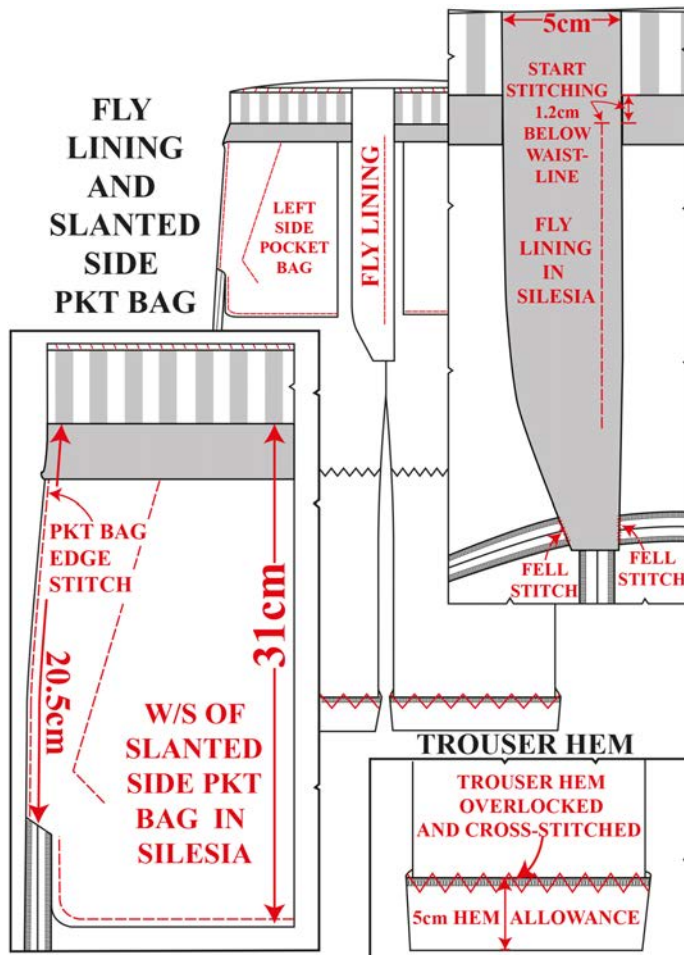 FLY
LINING
AND
SLANTED
SIDE
PKT BAG
LEFT
SIDE
POCKET
BAG
FLY LINING
5cm
START
STITCHING
1.2cm
BELOW
WAIST-
LINE
FLY
LINING
IN
SILESIA
FELL
STITCH
FELL
STITCH
PKT BAG
EDGE
STITCH
20.5cm
31cm
W/S OF
SLANTED
SIDE PKT
BAG IN
SILESIA
TROUSER HEM
TROUSER HEM
OVERLOCKED
AND CROSS-STITCHED
5cm HEM ALLOWANCE